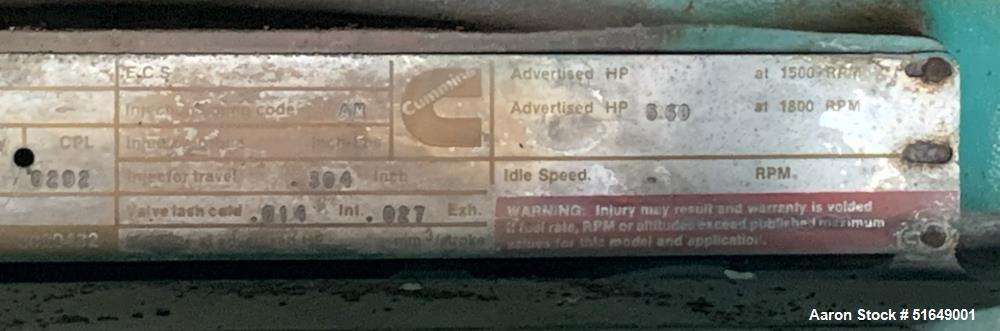 E.C.S.
Injector code AM
CPL
inch-lbs
0202 Injector travel .304 Inch
Valve lash cold .014 Int. .027 Exh.
Cummins
Advertised HP at 1500 RPM
Advertised HP at 1800 RPM
Idle Speed. RPM.
WARNING: Injury may result and warranty is voided
if fuel rate, RPM or altitudes exceed published maximum
values for this model and application.
Aaron Stock # 51649001